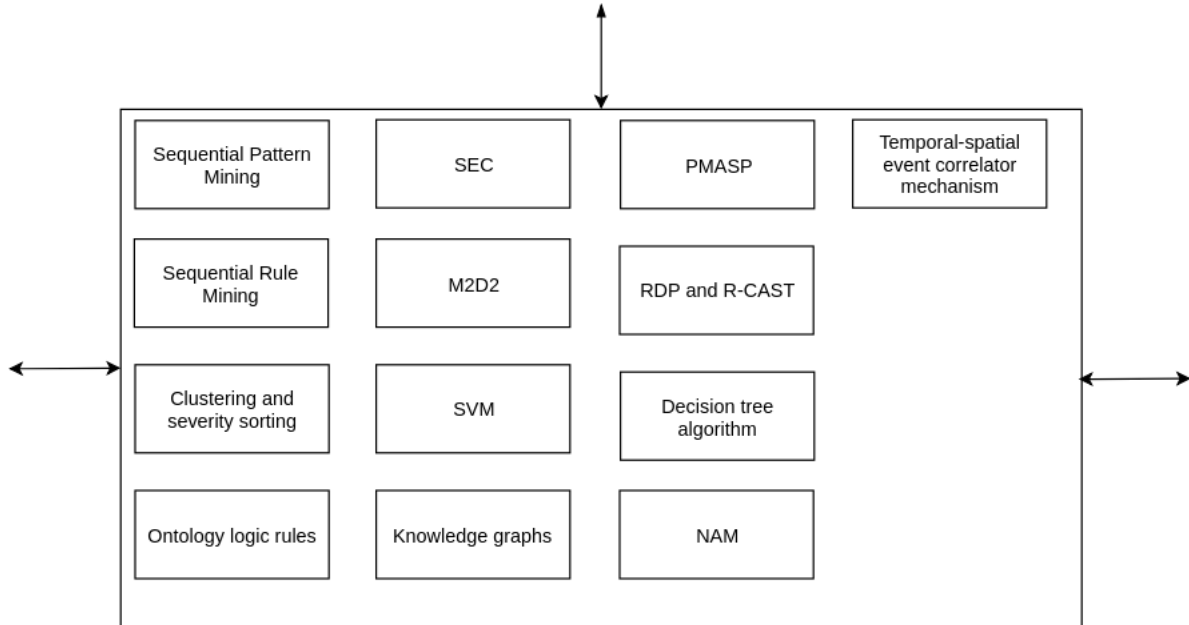 Sequential Pattern
Mining
SEC
PMASP
Temporal-spatial
event correlator
mechanism
Sequential Rule
Mining
M2D2
RDP and R-CAST
Clustering and
severity sorting
SVM
Decision tree
algorithm
Ontology logic rules
Knowledge graphs
NAM